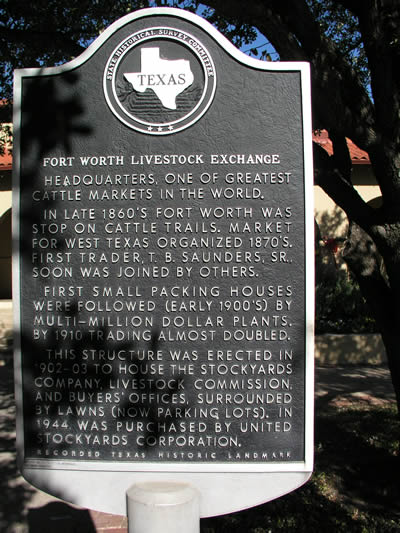 STATE HISTORICAL SURVEY COMMITTEE
TEXAS
FORT WORTH LIVESTOCK EXCHANGE
HEADQUARTERS, ONE OF GREATEST
CATTLE MARKETS IN THE WORLD.
IN LATE 1860'S FORT WORTH WAS
STOP ON CATTLE TRAILS. MARKET
FOR WEST TEXAS ORGANIZED 1870'S.
FIRST TRADER, T. B. SAUNDERS, SR.,
SOON WAS JOINED BY OTHERS.
FIRST SMALL PACKING HOUSES
WERE FOLLOWED (EARLY 1900'S) BY
MULTI-MILLION DOLLAR PLANTS.
BY 1910 TRADING ALMOST DOUBLED.
THIS STRUCTURE WAS ERECTED IN
1902-03 TO HOUSE THE STOCKYARDS
COMPANY, LIVESTOCK COMMISSION,
AND BUYERS' OFFICES, SURROUNDED
BY LAWNS (NOW PARKING LOTS). IN
1944, WAS PURCHASED BY UNITED
STOCKYARDS CORPORATION.
RECORDED TEXAS HISTORIC LANDMARK